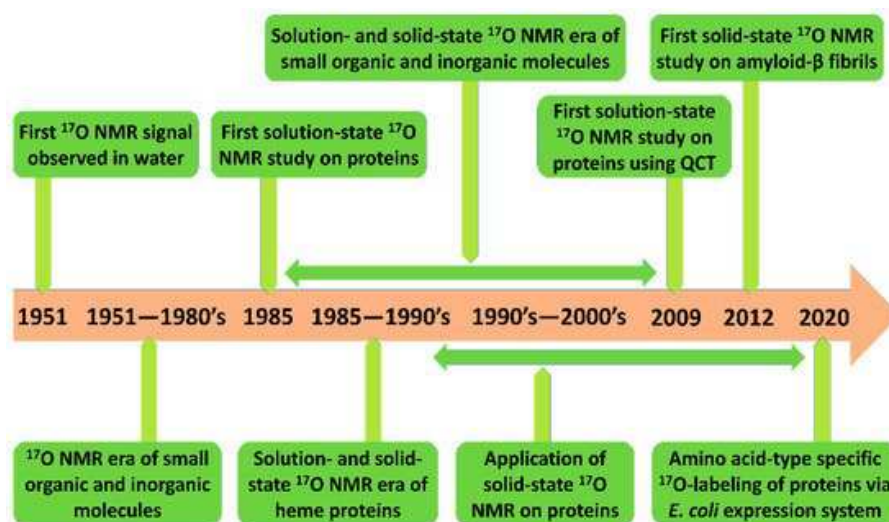 Solution- and solid-state ¹⁷O NMR era of
small organic and inorganic molecules
First solid-state ¹⁷O NMR
study on amyloid-β fibrils
First ¹⁷O NMR signal
observed in water
First solution-state ¹⁷O
NMR study on proteins
First solution-state
¹⁷O NMR study on
proteins using QCT
1951 1951—1980’s 1985 1985—1990’s 1990’s—2000’s 2009 2012 2020
¹⁷O NMR era of small
organic and inorganic
molecules
Solution- and solid-
state ¹⁷O NMR era of
heme proteins
Application of
solid-state ¹⁷O
NMR on proteins
Amino acid-type specific
¹⁷O-labeling of proteins via
E. coli expression system